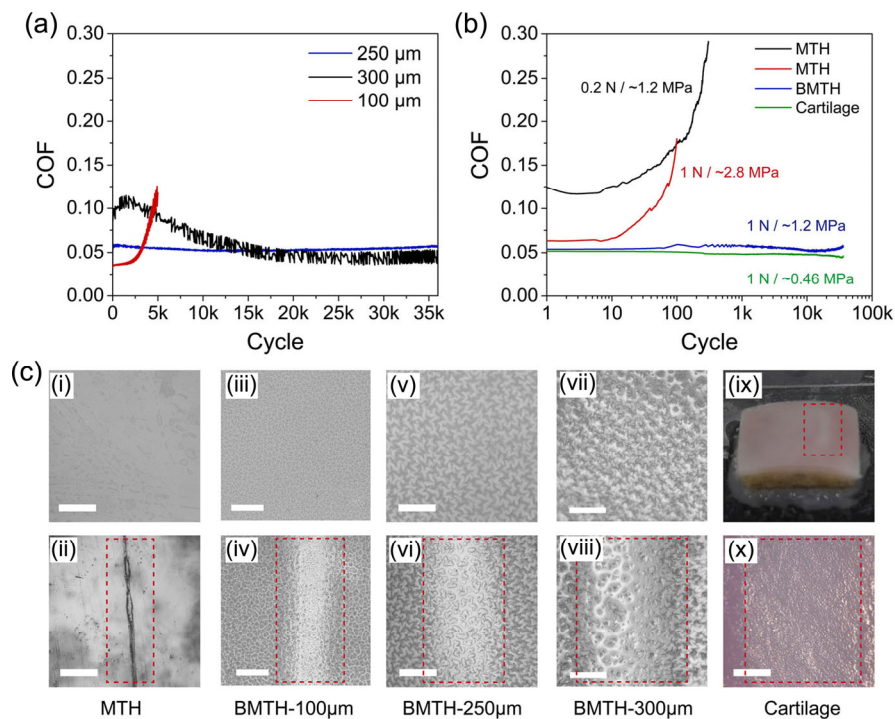 (a)
0.30
0.25
0.20
0.15
0.10
0.05
0.00
COF
0
5k
10k
15k
20k
25k
30k
35k
Cycle
250 μm
300 μm
100 μm
(b)
0.30
0.25
0.20
0.15
0.10
0.05
0.00
COF
1
10
100
1k
10k
100k
Cycle
MTH
MTH
BMTH
Cartilage
0.2 N / ~1.2 MPa
1 N / ~2.8 MPa
1 N / ~1.2 MPa
1 N / ~0.46 MPa
(c)
(i)
(iii)
(v)
(vii)
(ix)
(ii)
(iv)
(vi)
(viii)
(x)
MTH
BMTH-100μm
BMTH-250μm
BMTH-300μm
Cartilage